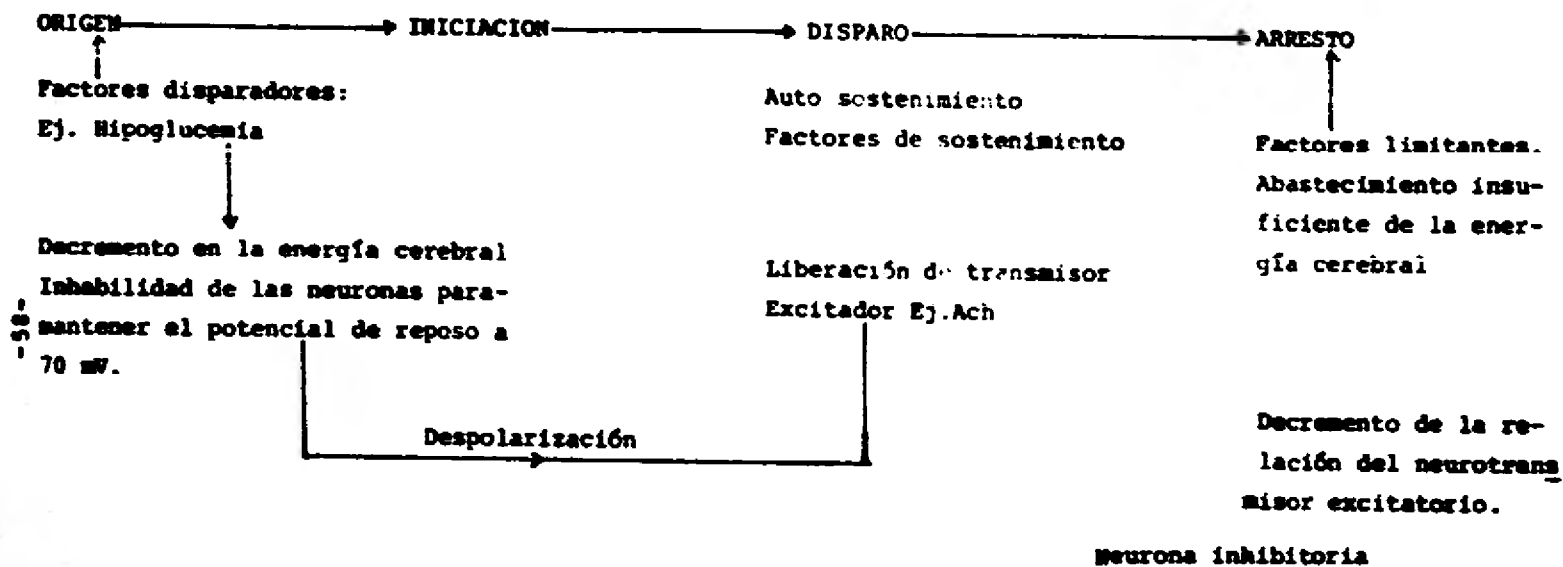 ORIGEN INICIACION DISPARO ARRESTO
Factores disparadores:
Ej. Hipoglucemia
Decremento en la energía cerebral
Inhabilidad de las neuronas para-
mantener el potencial de reposo a
70 mV.
-58-
Despolarización
Auto sostenimiento
Factores de sostenimiento
Liberación de transmisor
Excitador Ej.Ach
Factores limitantes.
Abastecimiento insu-
ficiente de la ener-
gía cerebral
Decremento de la re-
lación del neurotrans
misor excitatorio.
Neurona inhibitoria